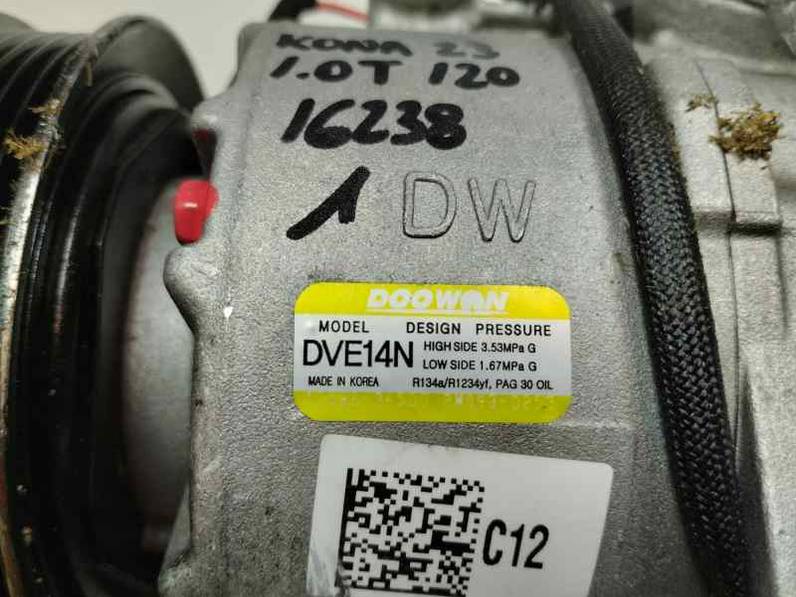 KONA 23
1.0T 120
16238
1 DW
DOOWON
MODEL DESIGN PRESSURE
DVE14N HIGH SIDE 3.53MPa G
LOW SIDE 1.67MPa G
MADE IN KOREA R134a/R1234yf, PAG 30 OIL
C12